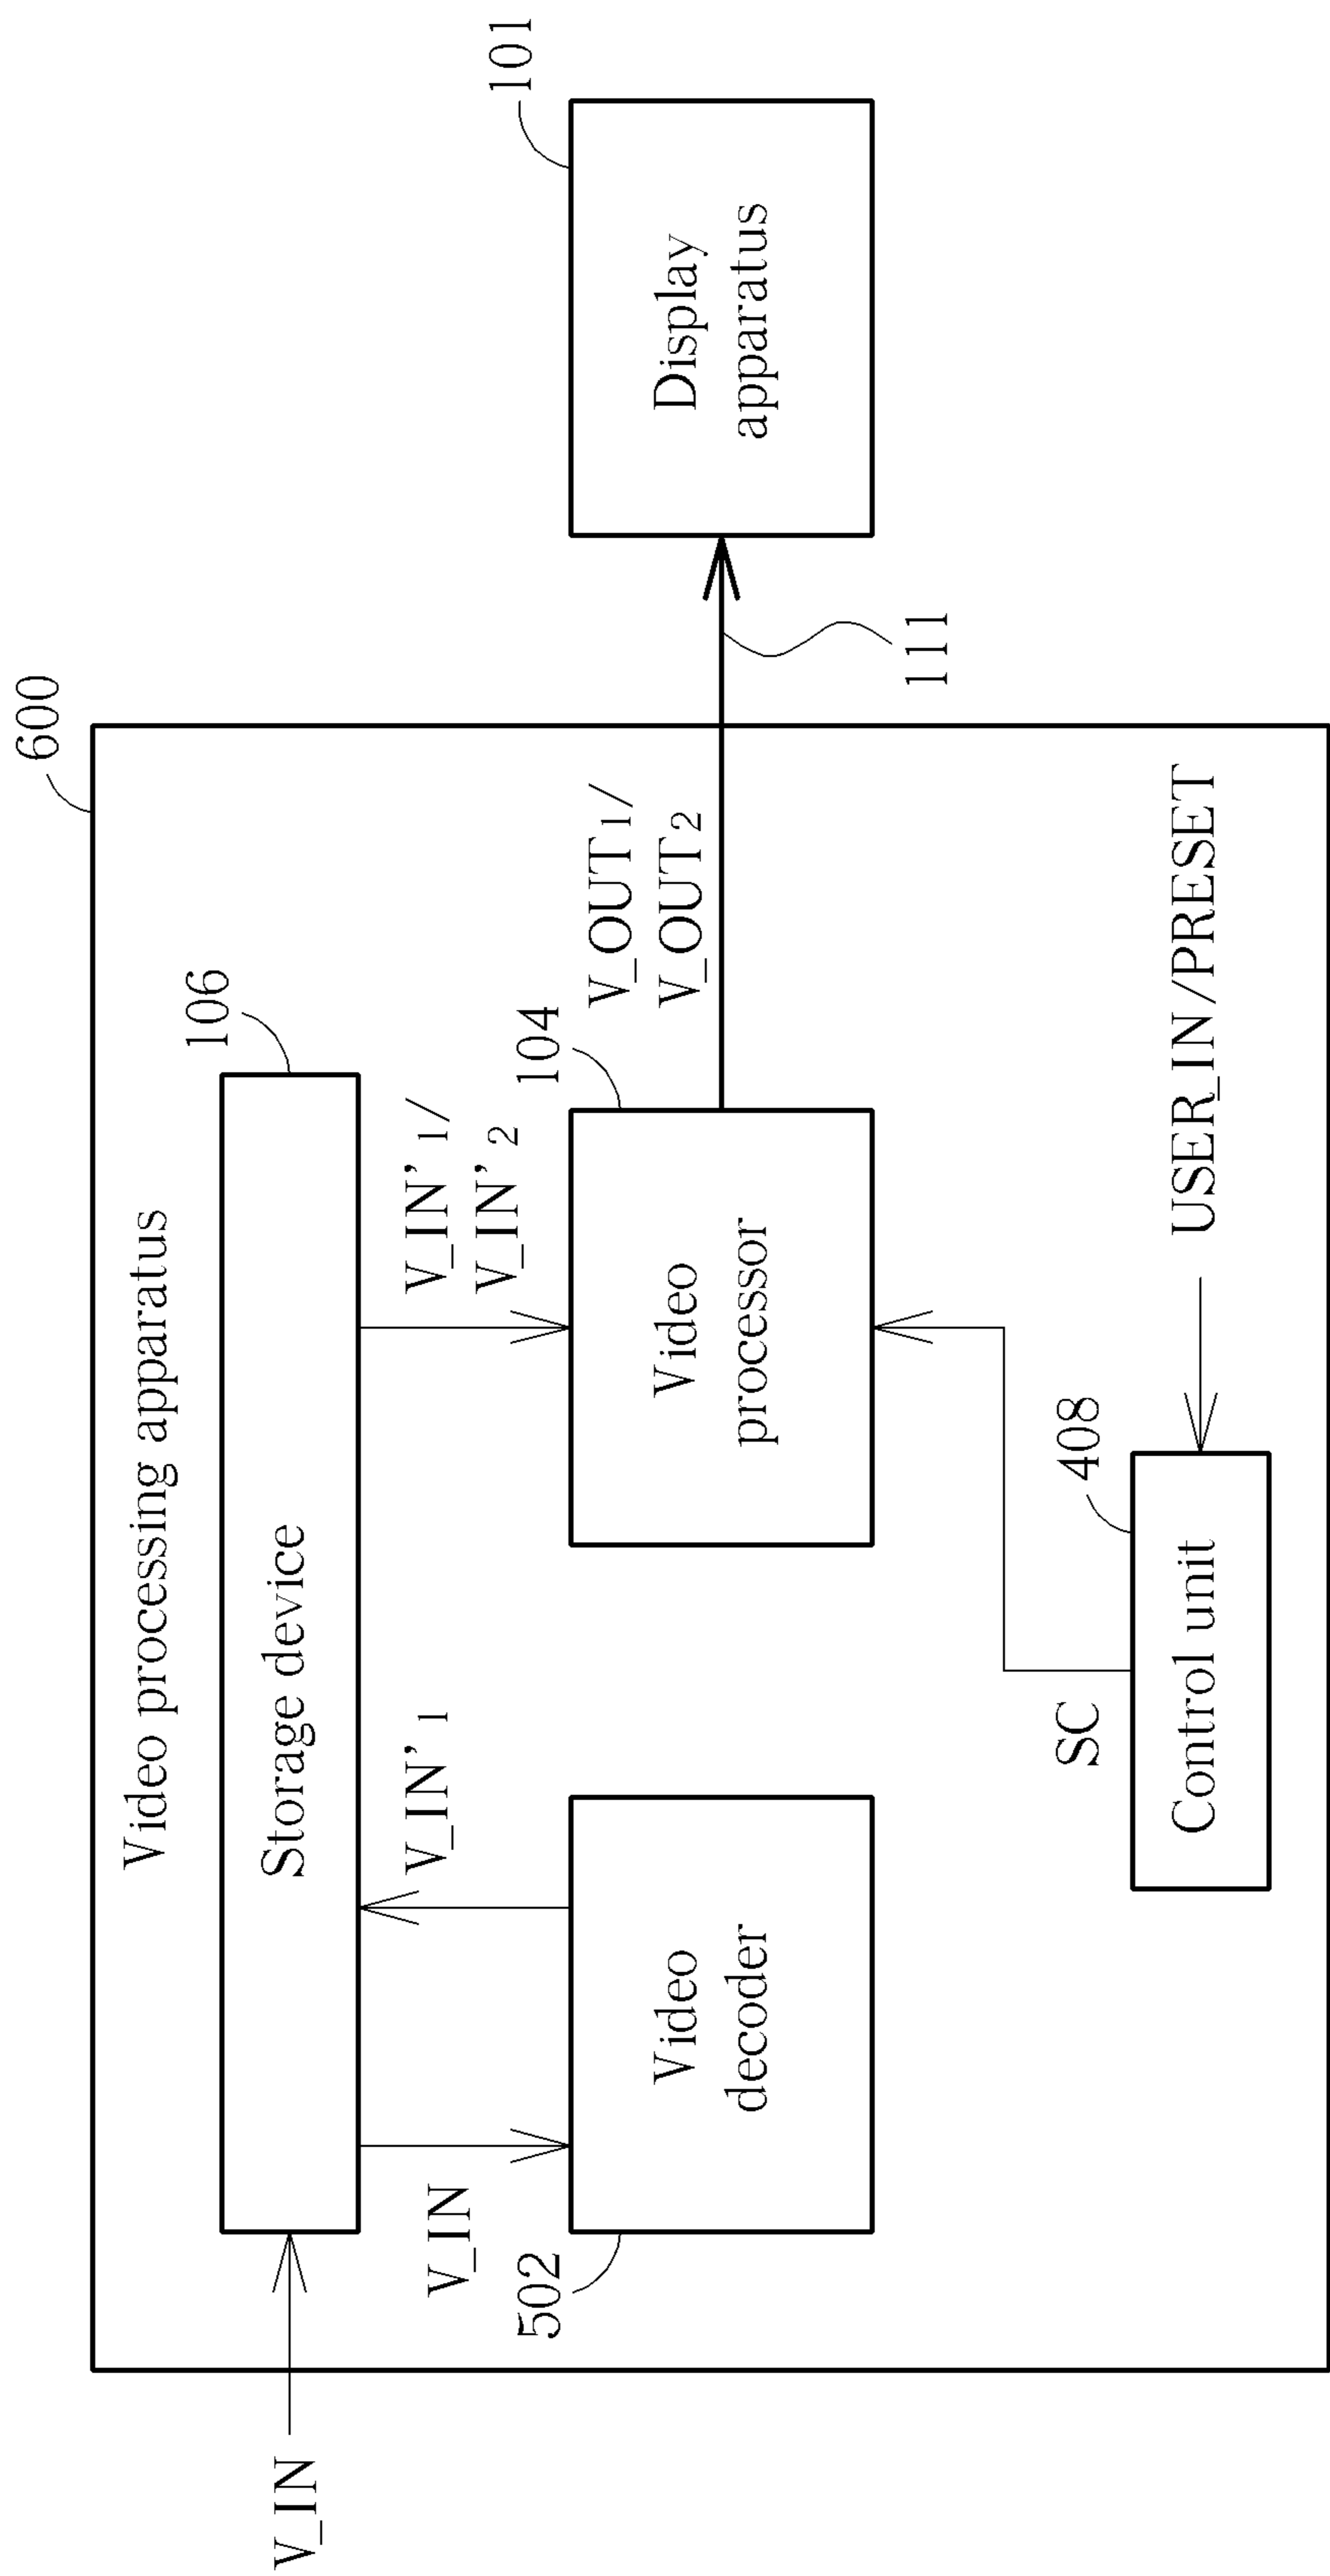 600
Video processing apparatus
106
Storage device
V_IN
V_IN
V_IN'1
V_IN'1/
V_IN'2
502
Video
decoder
104
Video
processor
V_OUT1/
V_OUT2
101
Display
apparatus
111
SC
408
Control unit
USER_IN/PRESET